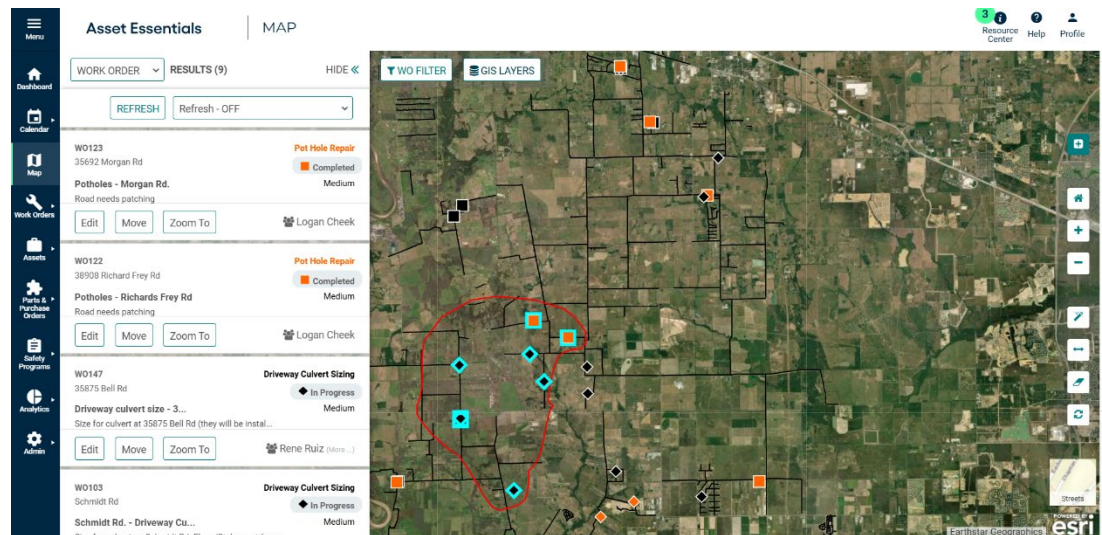 Menu
Asset Essentials
MAP
3
Resource Center
Help
Profile
Dashboard
Calendar
Map
Work Orders
Assets
Parts & Purchase Orders
Safety Programs
Analytics
Admin
WORK ORDER
RESULTS (9)
HIDE «
REFRESH
Refresh - OFF
WO FILTER
GIS LAYERS
WO123
Pot Hole Repair
35692 Morgan Rd
Completed
Potholes - Morgan Rd.
Medium
Road needs patching
Edit
Move
Zoom To
Logan Cheek
WO122
Pot Hole Repair
38908 Richard Frey Rd
Completed
Potholes - Richards Frey Rd
Medium
Road needs patching
Edit
Move
Zoom To
Logan Cheek
WO147
Driveway Culvert Sizing
35875 Bell Rd
In Progress
Driveway culvert size - 3...
Medium
Size for culvert at 35875 Bell Rd (they will be instal...
Edit
Move
Zoom To
Rene Ruiz (More ...)
WO103
Driveway Culvert Sizing
Schmidt Rd
In Progress
Schmidt Rd. - Driveway Cu...
Medium
Streets
POWERED BY
esri
Earthstar Geographics